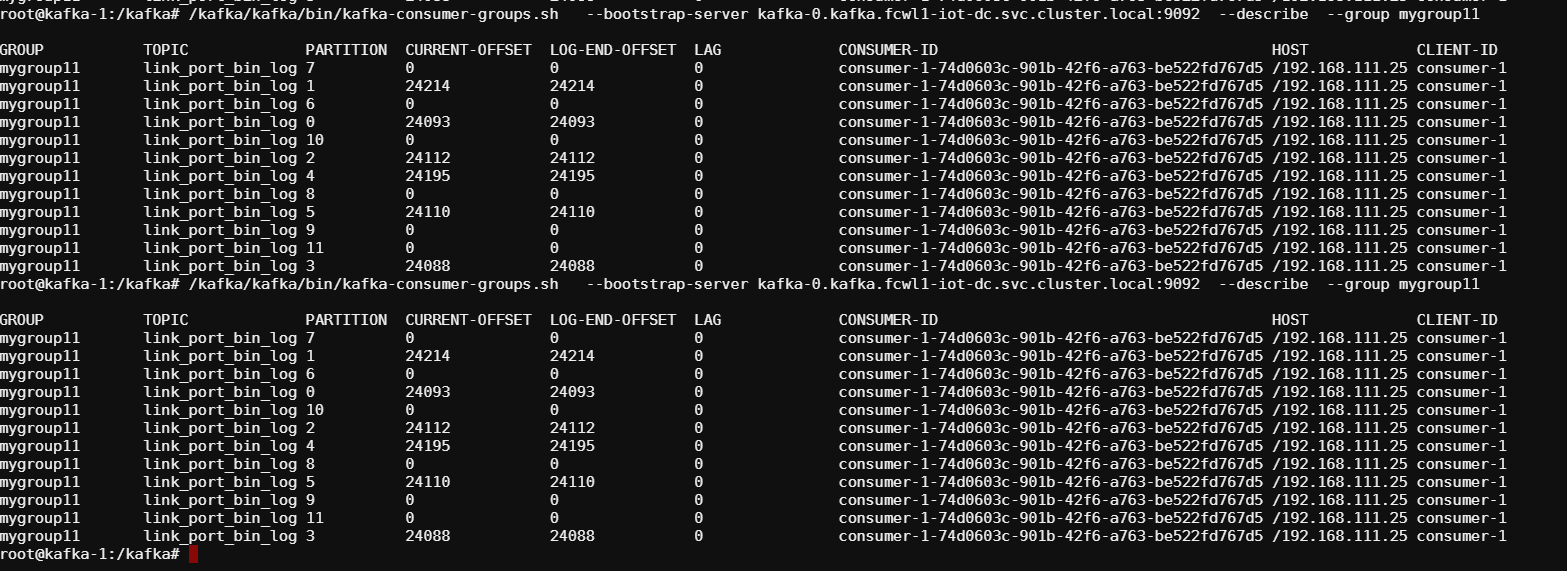 root@kafka-1:/kafka# /kafka/kafka/bin/kafka-consumer-groups.sh   --bootstrap-server kafka-0.kafka.fcwl1-iot-dc.svc.cluster.local:9092  --describe  --group mygroup11
GROUP           TOPIC             PARTITION  CURRENT-OFFSET  LOG-END-OFFSET  LAG             CONSUMER-ID                                     HOST            CLIENT-ID
mygroup11       link_port_bin_log 7          0               0               0               consumer-1-74d0603c-901b-42f6-a763-be522fd767d5 /192.168.111.25 consumer-1
mygroup11       link_port_bin_log 1          24214           24214           0               consumer-1-74d0603c-901b-42f6-a763-be522fd767d5 /192.168.111.25 consumer-1
mygroup11       link_port_bin_log 6          0               0               0               consumer-1-74d0603c-901b-42f6-a763-be522fd767d5 /192.168.111.25 consumer-1
mygroup11       link_port_bin_log 0          24093           24093           0               consumer-1-74d0603c-901b-42f6-a763-be522fd767d5 /192.168.111.25 consumer-1
mygroup11       link_port_bin_log 10         0               0               0               consumer-1-74d0603c-901b-42f6-a763-be522fd767d5 /192.168.111.25 consumer-1
mygroup11       link_port_bin_log 2          24112           24112           0               consumer-1-74d0603c-901b-42f6-a763-be522fd767d5 /192.168.111.25 consumer-1
mygroup11       link_port_bin_log 4          24195           24195           0               consumer-1-74d0603c-901b-42f6-a763-be522fd767d5 /192.168.111.25 consumer-1
mygroup11       link_port_bin_log 8          0               0               0               consumer-1-74d0603c-901b-42f6-a763-be522fd767d5 /192.168.111.25 consumer-1
mygroup11       link_port_bin_log 5          24110           24110           0               consumer-1-74d0603c-901b-42f6-a763-be522fd767d5 /192.168.111.25 consumer-1
mygroup11       link_port_bin_log 9          0               0               0               consumer-1-74d0603c-901b-42f6-a763-be522fd767d5 /192.168.111.25 consumer-1
mygroup11       link_port_bin_log 11         0               0               0               consumer-1-74d0603c-901b-42f6-a763-be522fd767d5 /192.168.111.25 consumer-1
mygroup11       link_port_bin_log 3          24088           24088           0               consumer-1-74d0603c-901b-42f6-a763-be522fd767d5 /192.168.111.25 consumer-1
root@kafka-1:/kafka# /kafka/kafka/bin/kafka-consumer-groups.sh   --bootstrap-server kafka-0.kafka.fcwl1-iot-dc.svc.cluster.local:9092  --describe  --group mygroup11
GROUP           TOPIC             PARTITION  CURRENT-OFFSET  LOG-END-OFFSET  LAG             CONSUMER-ID                                     HOST            CLIENT-ID
mygroup11       link_port_bin_log 7          0               0               0               consumer-1-74d0603c-901b-42f6-a763-be522fd767d5 /192.168.111.25 consumer-1
mygroup11       link_port_bin_log 1          24214           24214           0               consumer-1-74d0603c-901b-42f6-a763-be522fd767d5 /192.168.111.25 consumer-1
mygroup11       link_port_bin_log 6          0               0               0               consumer-1-74d0603c-901b-42f6-a763-be522fd767d5 /192.168.111.25 consumer-1
mygroup11       link_port_bin_log 0          24093           24093           0               consumer-1-74d0603c-901b-42f6-a763-be522fd767d5 /192.168.111.25 consumer-1
mygroup11       link_port_bin_log 10         0               0               0               consumer-1-74d0603c-901b-42f6-a763-be522fd767d5 /192.168.111.25 consumer-1
mygroup11       link_port_bin_log 2          24112           24112           0               consumer-1-74d0603c-901b-42f6-a763-be522fd767d5 /192.168.111.25 consumer-1
mygroup11       link_port_bin_log 4          24195           24195           0               consumer-1-74d0603c-901b-42f6-a763-be522fd767d5 /192.168.111.25 consumer-1
mygroup11       link_port_bin_log 8          0               0               0               consumer-1-74d0603c-901b-42f6-a763-be522fd767d5 /192.168.111.25 consumer-1
mygroup11       link_port_bin_log 5          24110           24110           0               consumer-1-74d0603c-901b-42f6-a763-be522fd767d5 /192.168.111.25 consumer-1
mygroup11       link_port_bin_log 9          0               0               0               consumer-1-74d0603c-901b-42f6-a763-be522fd767d5 /192.168.111.25 consumer-1
mygroup11       link_port_bin_log 11         0               0               0               consumer-1-74d0603c-901b-42f6-a763-be522fd767d5 /192.168.111.25 consumer-1
mygroup11       link_port_bin_log 3          24088           24088           0               consumer-1-74d0603c-901b-42f6-a763-be522fd767d5 /192.168.111.25 consumer-1
root@kafka-1:/kafka#